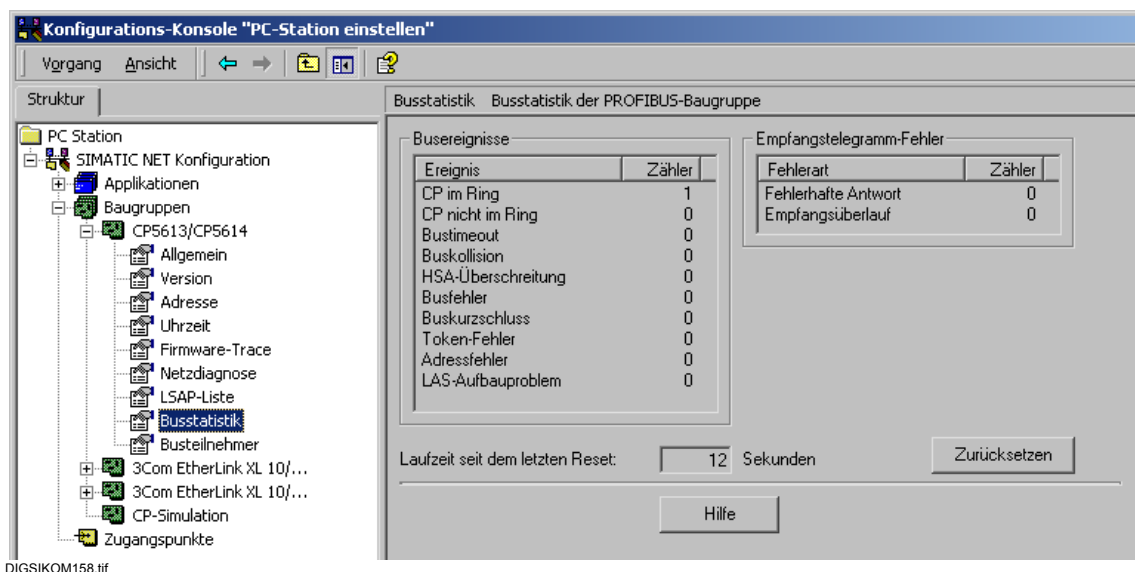 Konfigurations-Konsole "PC-Station einstellen"
Vorgang Ansicht
Struktur
Busstatistik Busstatistik der PROFIBUS-Baugruppe
PC Station
SIMATIC NET Konfiguration
Applikationen
Baugruppen
CP5613/CP5614
Allgemein
Version
Adresse
Uhrzeit
Firmware-Trace
Netzdiagnose
LSAP-Liste
Busstatistik
Busteilnehmer
3Com EtherLink XL 10/...
3Com EtherLink XL 10/...
CP-Simulation
Zugangspunkte
Busereignisse
Ereignis Zähler
CP im Ring 1
CP nicht im Ring 0
Bustimeout 0
Buskollision 0
HSA-Überschreitung 0
Busfehler 0
Buskurzschluss 0
Token-Fehler 0
Adressfehler 0
LAS-Aufbauproblem 0
Empfangstelegramm-Fehler
Fehlerart Zähler
Fehlerhafte Antwort 0
Empfangsüberlauf 0
Laufzeit seit dem letzten Reset: 12 Sekunden
Zurücksetzen
Hilfe
DIGSIKOM158.tif